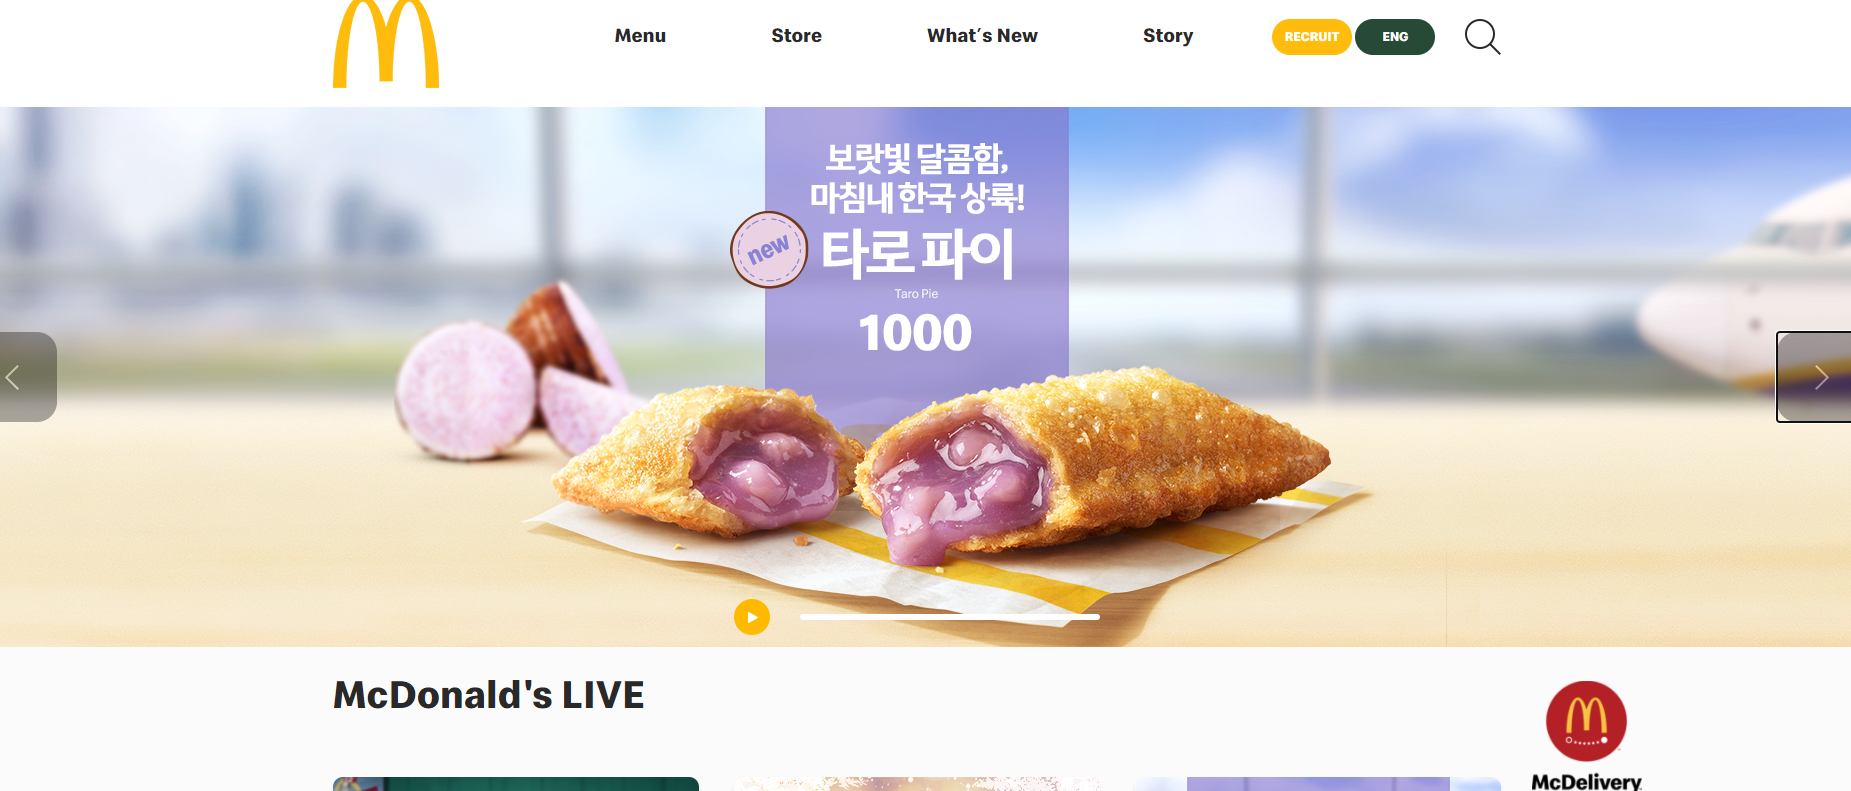 Menu
Store
What´s New
Story
RECRUIT
ENG
보랏빛 달콤함,
마침내 한국 상륙!
new
타로 파이
Taro Pie
1000
McDonald's LIVE
McDelivery